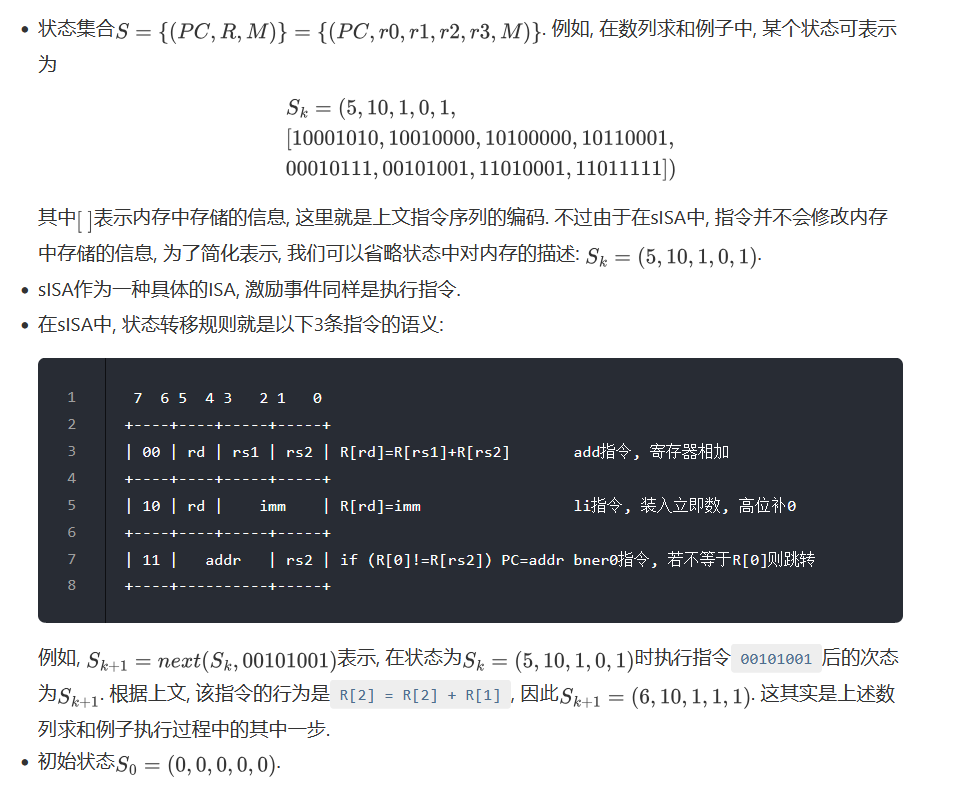 • 状态集合S = {(PC, R, M)} = {(PC, r0, r1, r2, r3, M)}. 例如, 在数列求和例子中, 某个状态可表示
为
S_k = (5, 10, 1, 0, 1,
[10001010, 10010000, 10100000, 10110001,
00010111, 00101001, 11010001, 11011111])
其中[ ]表示内存中存储的信息, 这里就是上文指令序列的编码. 不过由于在sISA中, 指令并不会修改内存
中存储的信息, 为了简化表示, 我们可以省略状态中对内存的描述: S_k = (5, 10, 1, 0, 1).
• sISA作为一种具体的ISA, 激励事件同样是执行指令.
• 在sISA中, 状态转移规则就是以下3条指令的语义:
1  7  6 5  4 3   2 1   0
2 +----+----+-----+-----+
3 | 00 | rd | rs1 | rs2 | R[rd]=R[rs1]+R[rs2]       add指令, 寄存器相加
4 +----+----+-----+-----+
5 | 10 | rd |    imm    | R[rd]=imm                 li指令, 装入立即数, 高位补0
6 +----+----+-----+-----+
7 | 11 |   addr   | rs2 | if (R[0]!=R[rs2]) PC=addr bner0指令, 若不等于R[0]则跳转
8 +----+----------+-----+
例如, S_{k+1} = next(S_k, 00101001)表示, 在状态为S_k = (5, 10, 1, 0, 1)时执行指令 00101001 后的次态
为S_{k+1}. 根据上文, 该指令的行为是 R[2] = R[2] + R[1] , 因此S_{k+1} = (6, 10, 1, 1, 1). 这其实是上述数
列求和例子执行过程中的其中一步.
• 初始状态S_0 = (0, 0, 0, 0, 0).